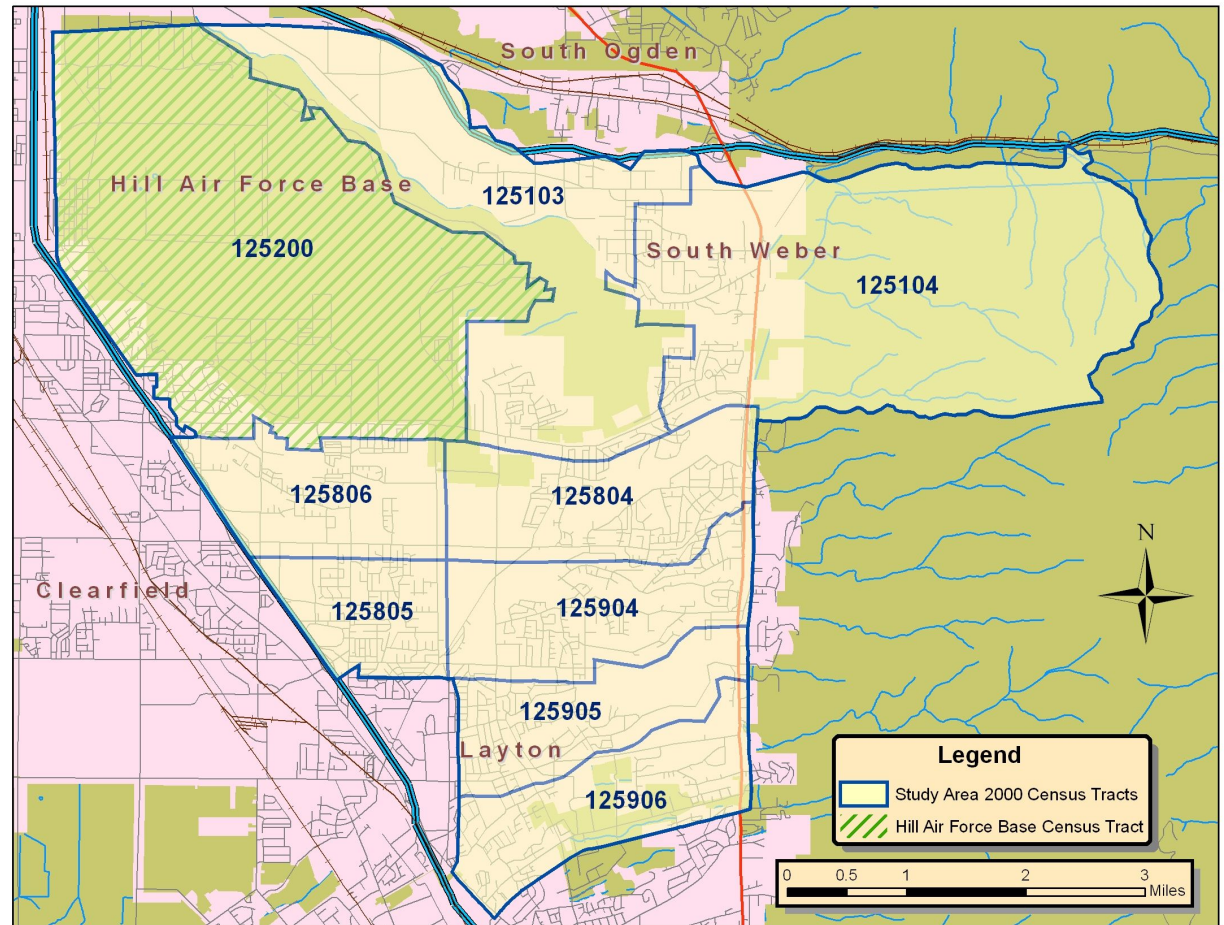 South Ogden
Hill Air Force Base
125103
125200
South Weber
125104
125806
125804
N
Clearfield
125805
125904
125905
Layton
125906
Legend
Study Area 2000 Census Tracts
Hill Air Force Base Census Tract
0 0.5 1 2 3
Miles